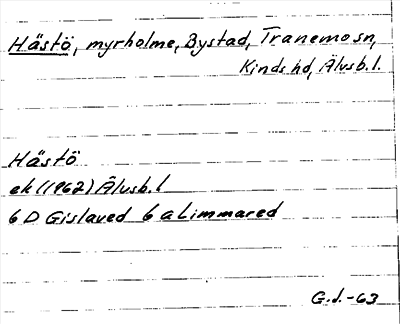 Hästö, myrholme, Bystad, Tranemo sn,
Kinds hd, Älvsb. l.
Hästö
ek (1962) Älvsb. l
6 D Gislaved 6 a Limmared
G.J.-63